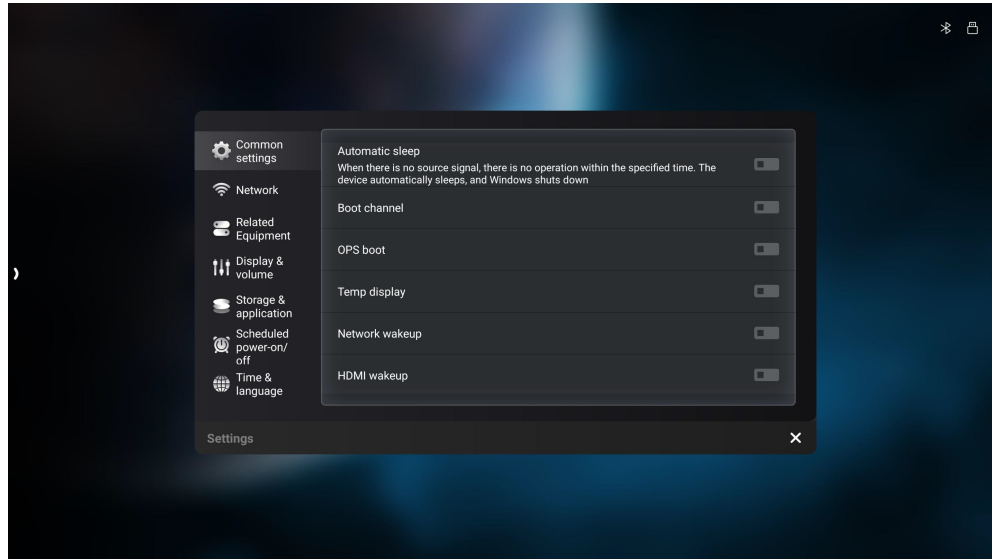 Common
settings
Network
Related
Equipment
Display &
volume
Storage &
application
Scheduled
power-on/
off
Time &
language
Automatic sleep
When there is no source signal, there is no operation within the specified time. The
device automatically sleeps, and Windows shuts down
Boot channel
OPS boot
Temp display
Network wakeup
HDMI wakeup
Settings